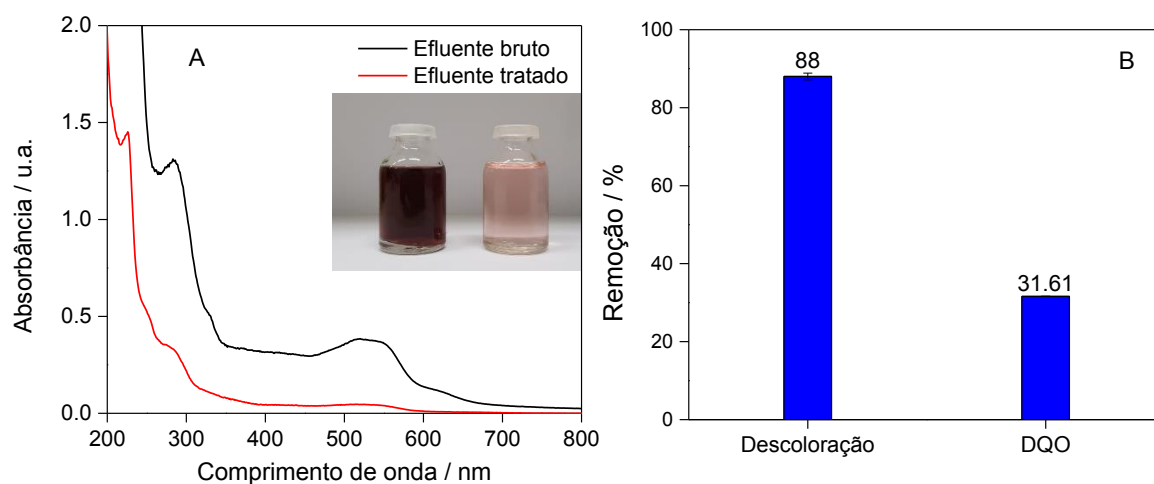 A
Efluente bruto
Efluente tratado
2.0
1.5
1.0
0.5
0.0
Absorbância / u.a.
200 300 400 500 600 700 800
Comprimento de onda / nm
B
100
80
60
40
20
0
Remoção / %
88
31.61
Descoloração DQO